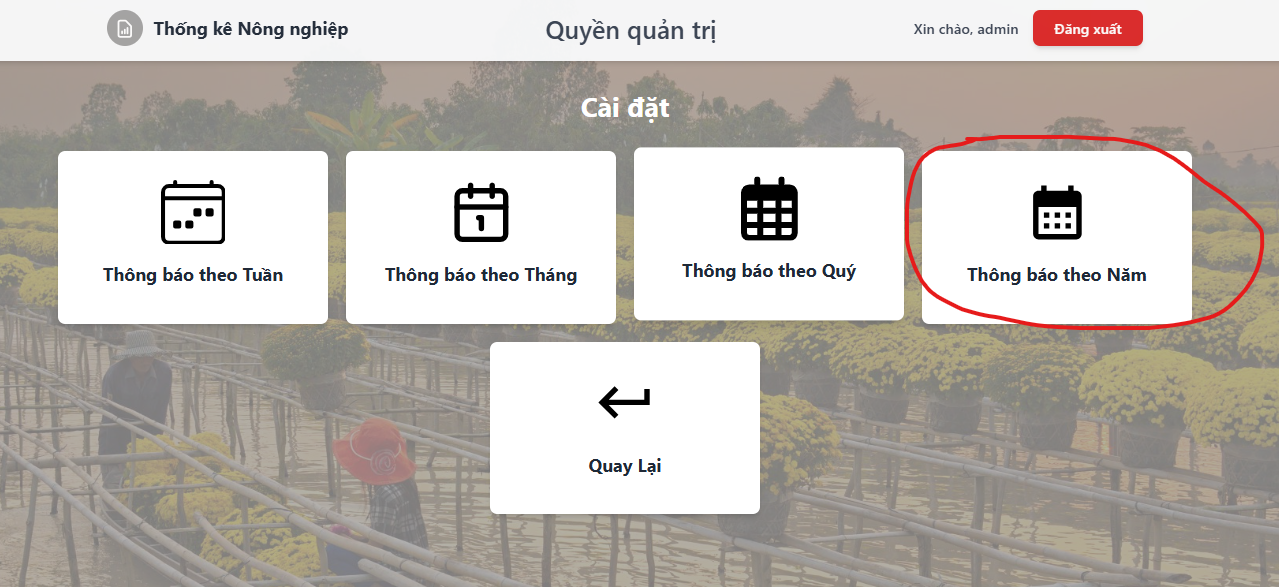 Thống kê Nông nghiệp
Quyền quản trị
Xin chào, admin
Đăng xuất
Cài đặt
Thông báo theo Tuần
1
Thông báo theo Tháng
Thông báo theo Quý
Thông báo theo Năm
Quay Lại